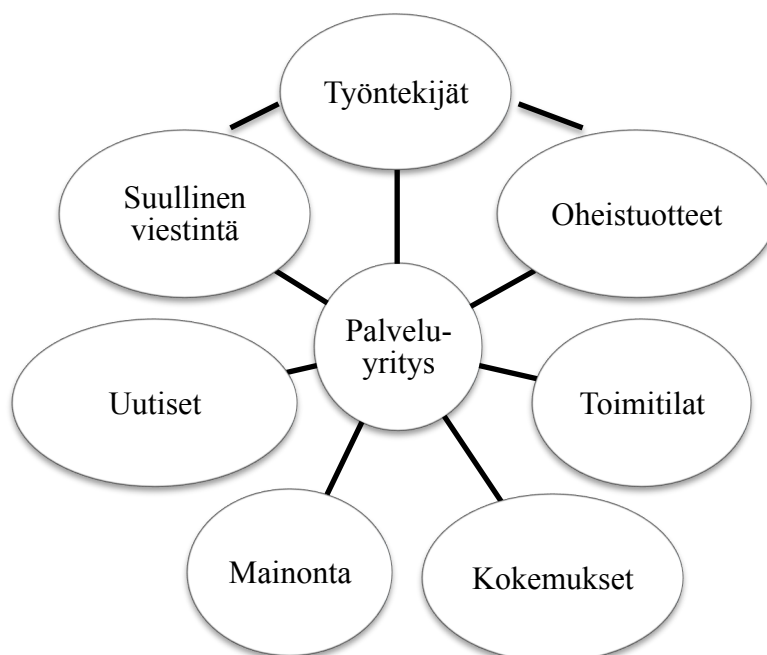 Työntekijät
Suullinen
viestintä
Oheistuotteet
Palvelu-
yritys
Uutiset
Toimitilat
Mainonta
Kokemukset